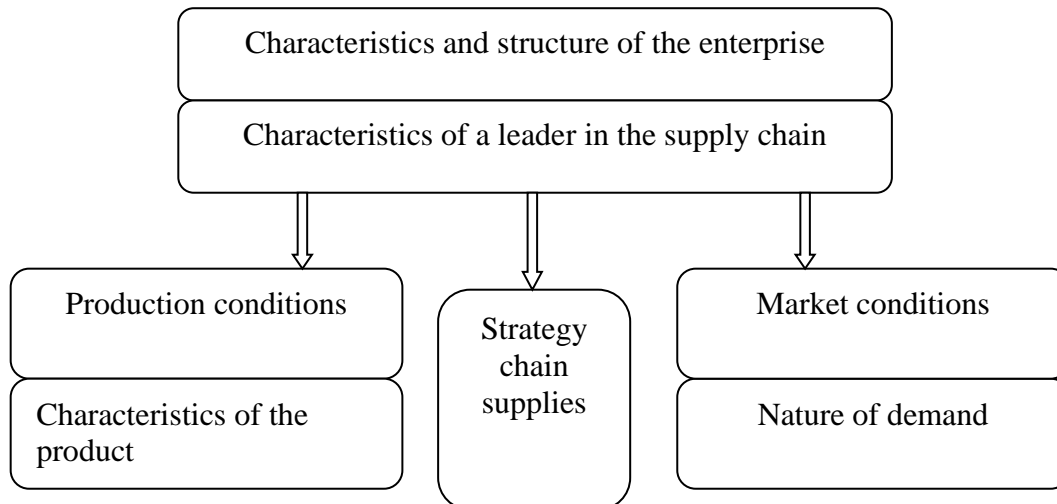 Characteristics and structure of the enterprise
Characteristics of a leader in the supply chain
Production conditions
Characteristics of the
product
Strategy
chain
supplies
Market conditions
Nature of demand